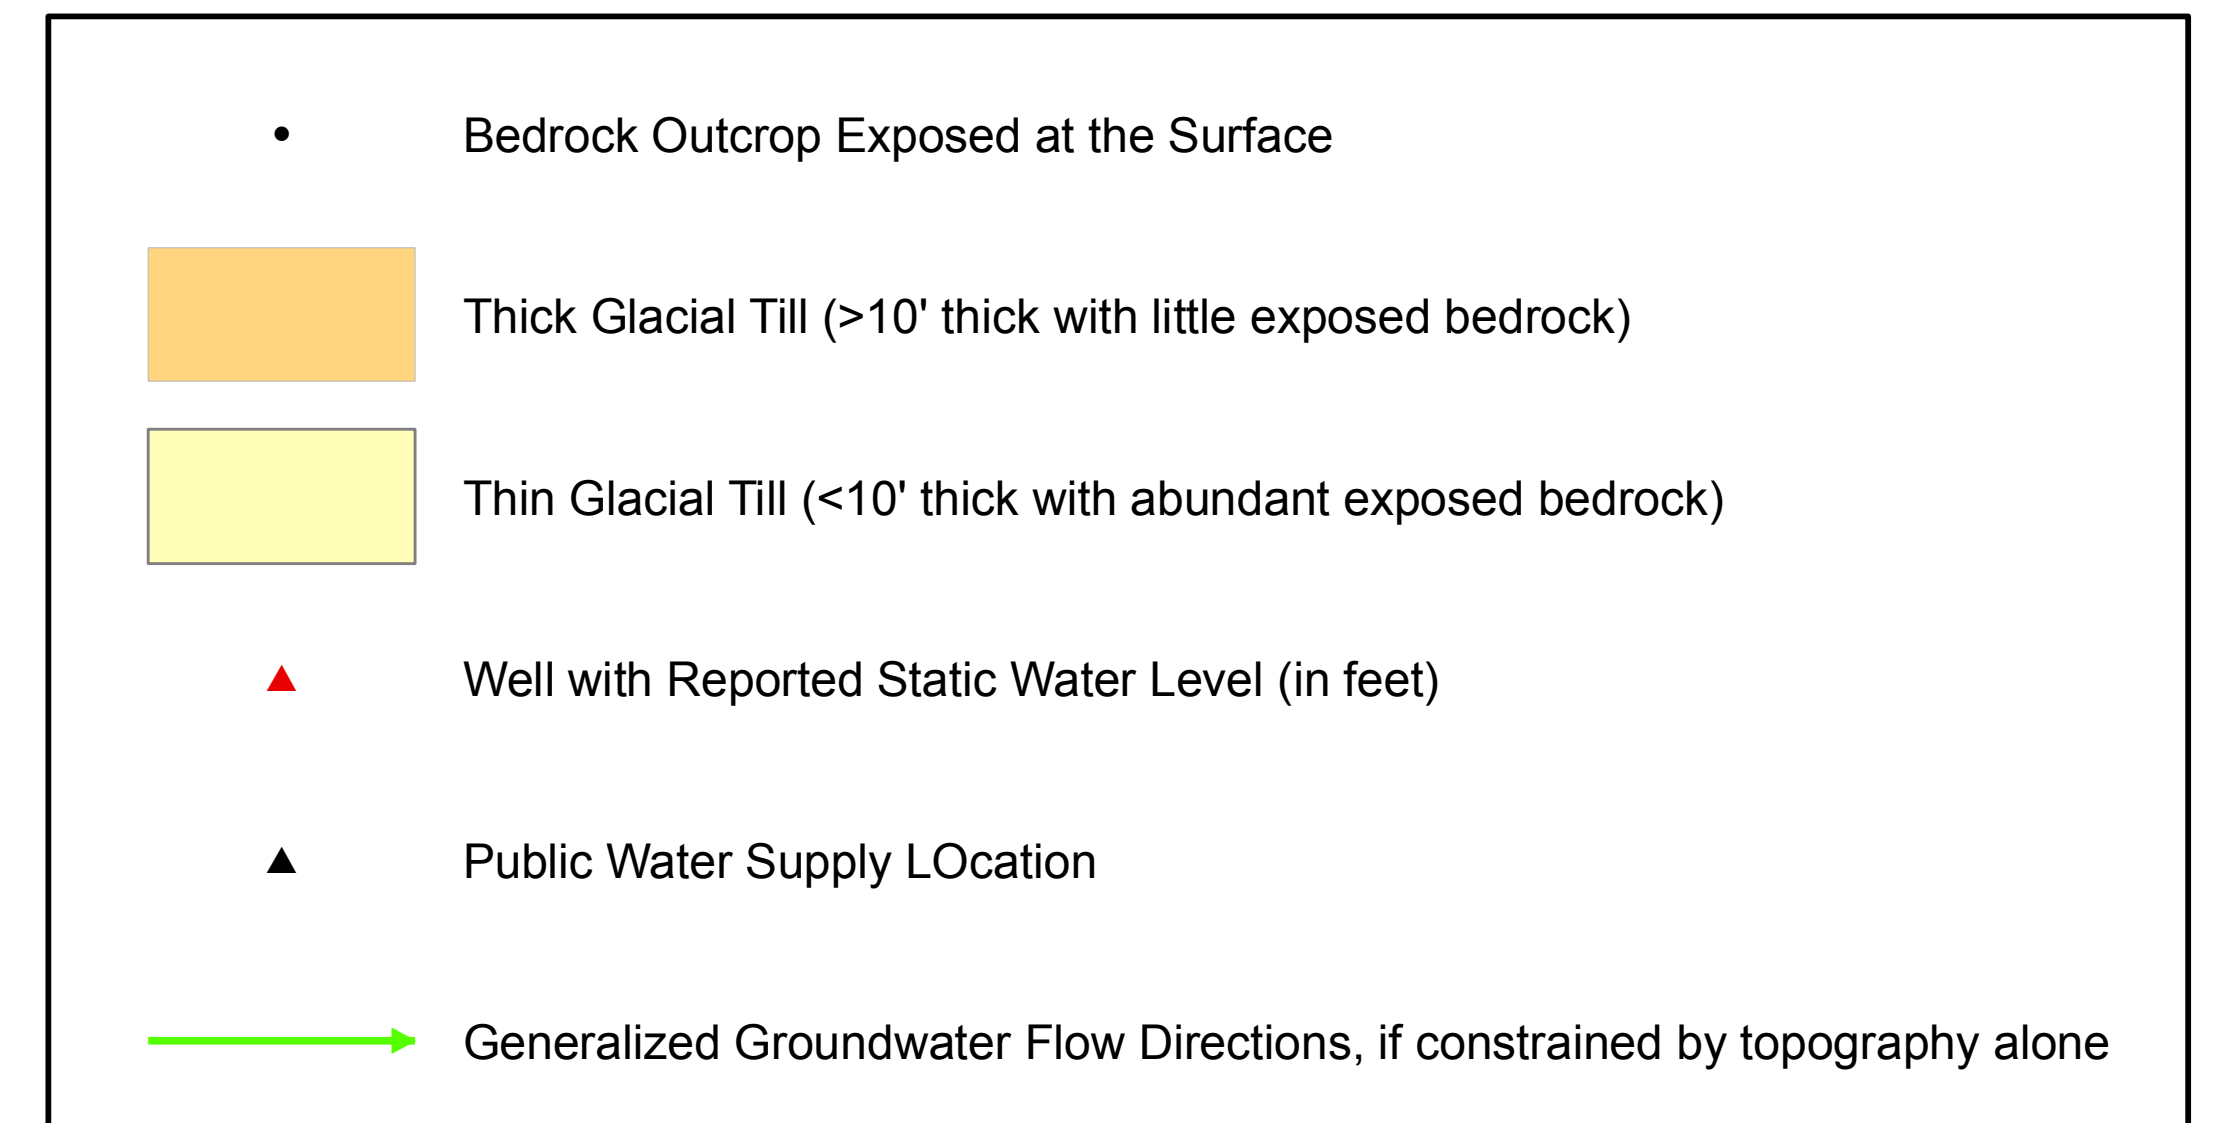 Bedrock Outcrop Exposed at the Surface
Thick Glacial Till (>10' thick with little exposed bedrock)
Thin Glacial Till (<10' thick with abundant exposed bedrock)
Well with Reported Static Water Level (in feet)
Public Water Supply LOcation
Generalized Groundwater Flow Directions, if constrained by topography alone